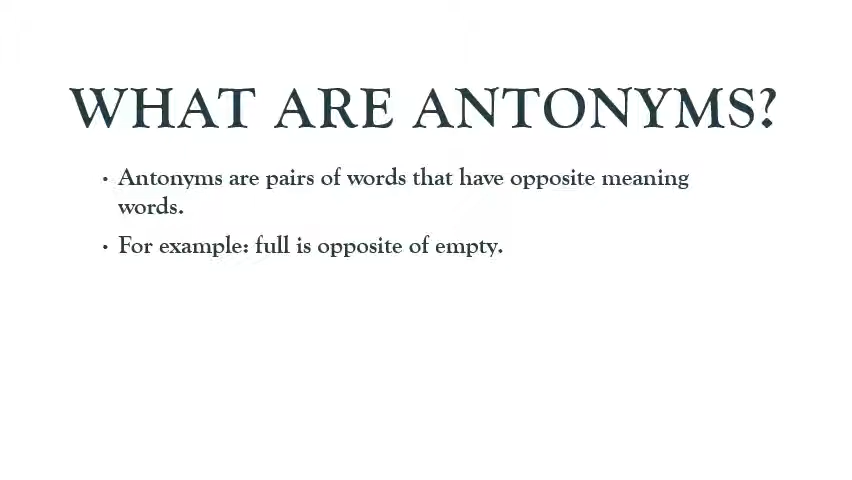 WHAT ARE ANTONYMS?
• Antonyms are pairs of words that have opposite meaning
words.
• For example: full is opposite of empty.